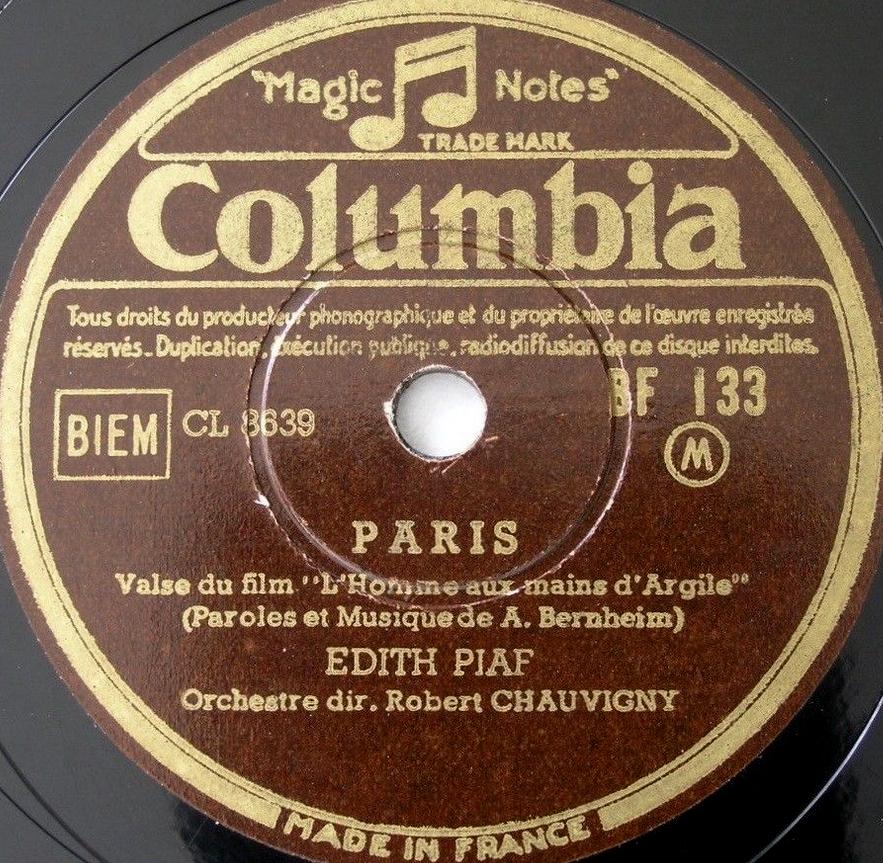 "Magic Notes"
TRADE MARK
Columbia
Tous droits du producteur phonographique et du propriétaire de l'œuvre enregistrée
réservés_Duplication, exécution publique, radiodiffusion de ce disque interdites.
BIEM
CL 8639
BF 133
M
PARIS
Valse du film "L'Homme aux mains d'Argile"
(Paroles et Musique de A. Bernheim)
EDITH PIAF
Orchestre dir. Robert CHAUVIGNY
MADE IN FRANCE